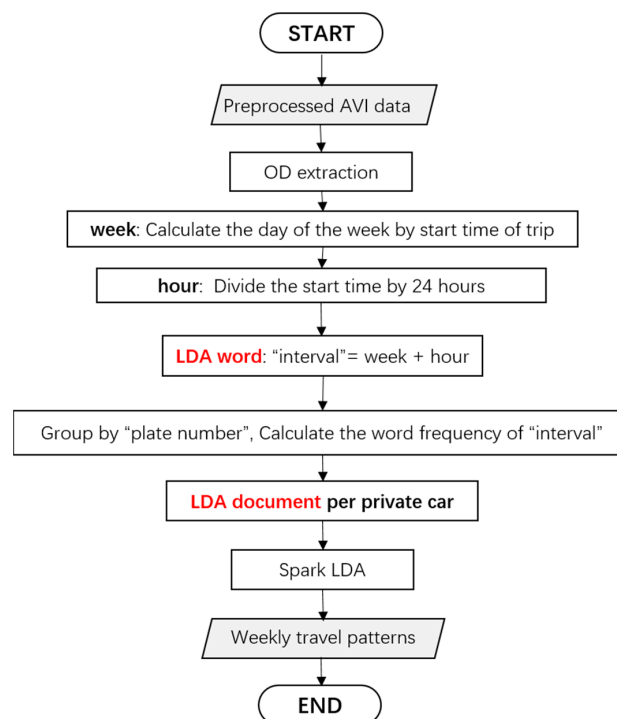 START
Preprocessed AVI data
OD extraction
week: Calculate the day of the week by start time of trip
hour:  Divide the start time by 24 hours
LDA word: “interval”= week + hour
Group by “plate number”, Calculate the word frequency of “interval”
LDA document per private car
Spark LDA
Weekly travel patterns
END